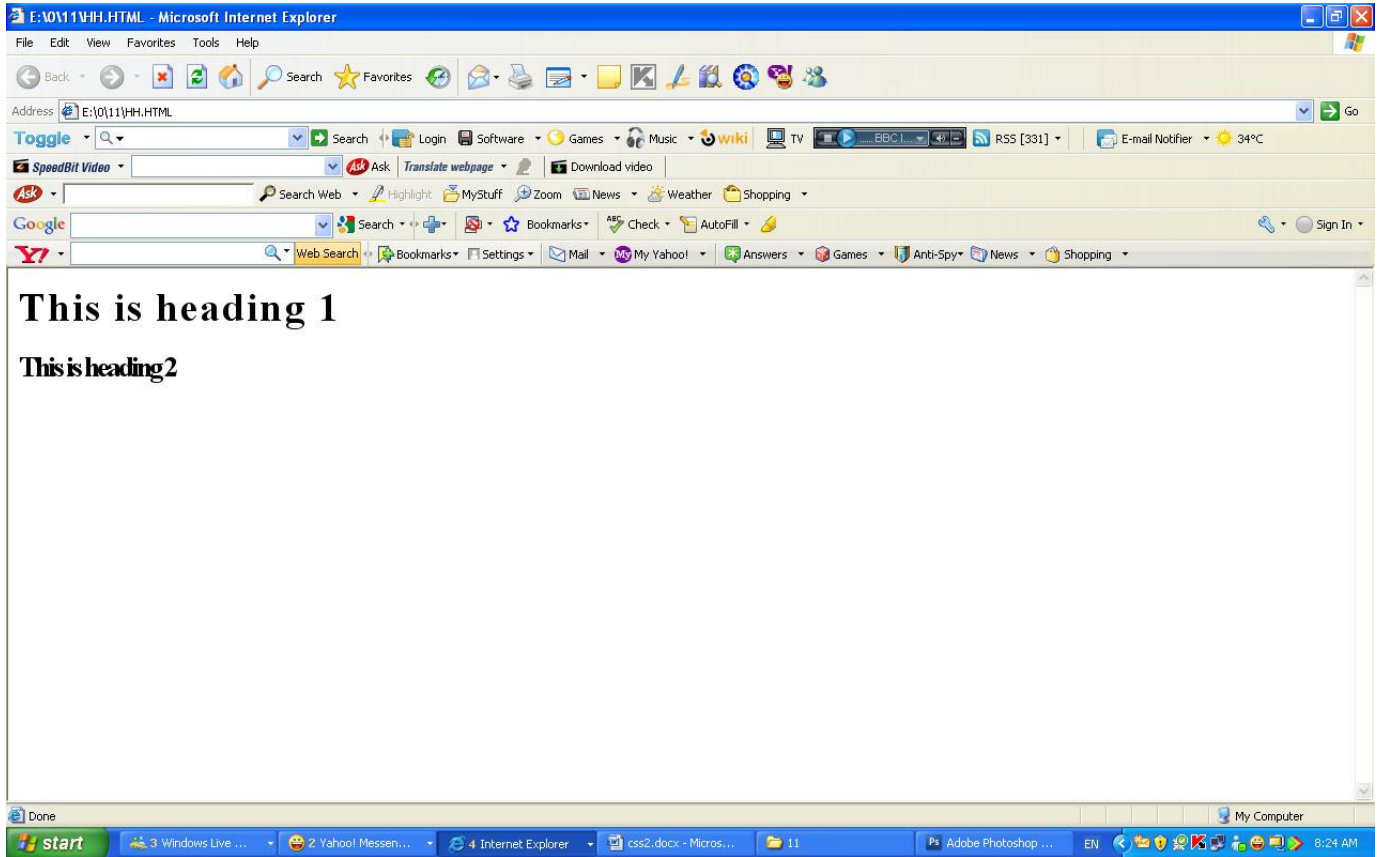 E:\0\11\HH.HTML - Microsoft Internet Explorer
File Edit View Favorites Tools Help
Back Search Favorites
Address E:\0\11\HH.HTML Go
Toggle Search Login Software Games Music wiki TV .... BBC I... RSS [331] E-mail Notifier 34°C
SpeedBit Video Ask Translate webpage Download video
Ask Search Web Highlight MyStuff Zoom News Weather Shopping
Google Search Bookmarks ABC Check AutoFill Sign In
Y! Web Search Bookmarks Settings Mail My My Yahoo! Answers Games Anti-Spy News Shopping
This is heading 1
This is heading 2
Done My Computer
start 3 Windows Live ... 2 Yahoo! Messen... 4 Internet Explorer css2.docx - Micros... 11 Ps Adobe Photoshop ... EN 8:24 AM